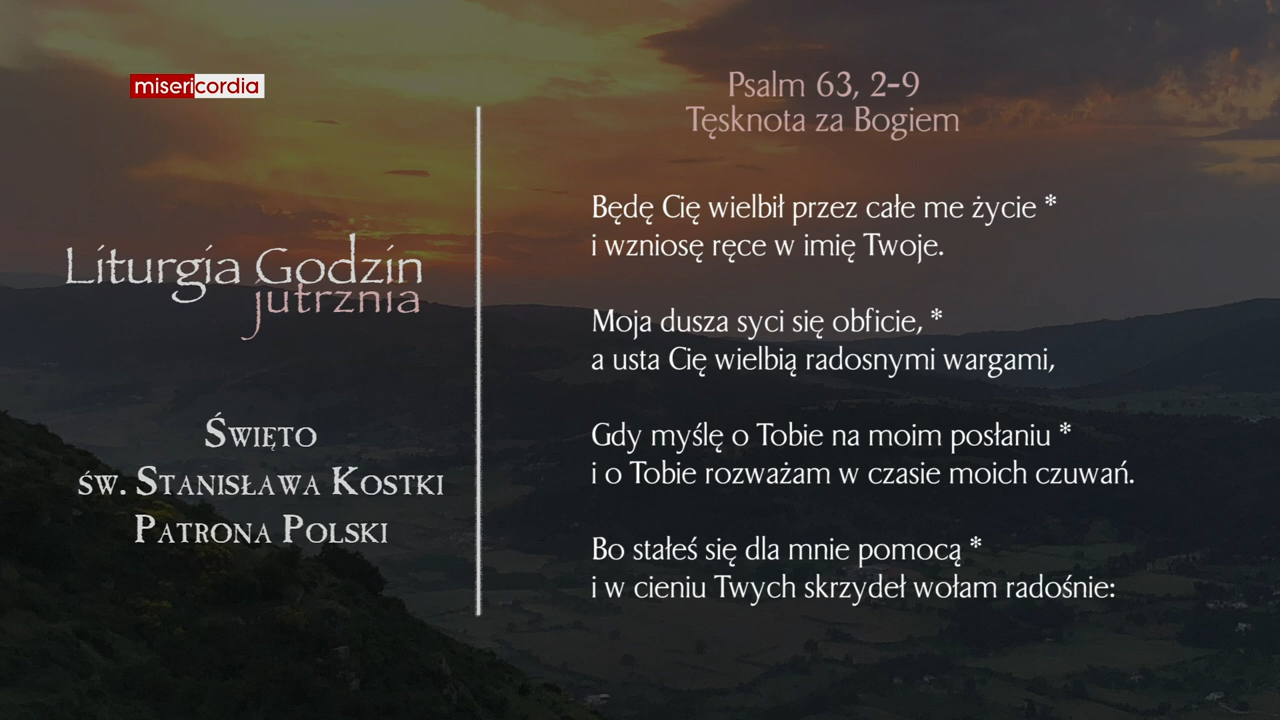 misericordia
Liturgia Godzin
jutrznia
Święto
św. Stanisława Kostki
Patrona Polski
Psalm 63, 2-9
Tęsknota za Bogiem
Będę Cię wielbił przez całe me życie *
i wzniosę ręce w imię Twoje.
Moja dusza syci się obficie, *
a usta Cię wielbią radosnymi wargami,
Gdy myślę o Tobie na moim posłaniu *
i o Tobie rozważam w czasie moich czuwań.
Bo stałeś się dla mnie pomocą *
i w cieniu Twych skrzydeł wołam radośnie: